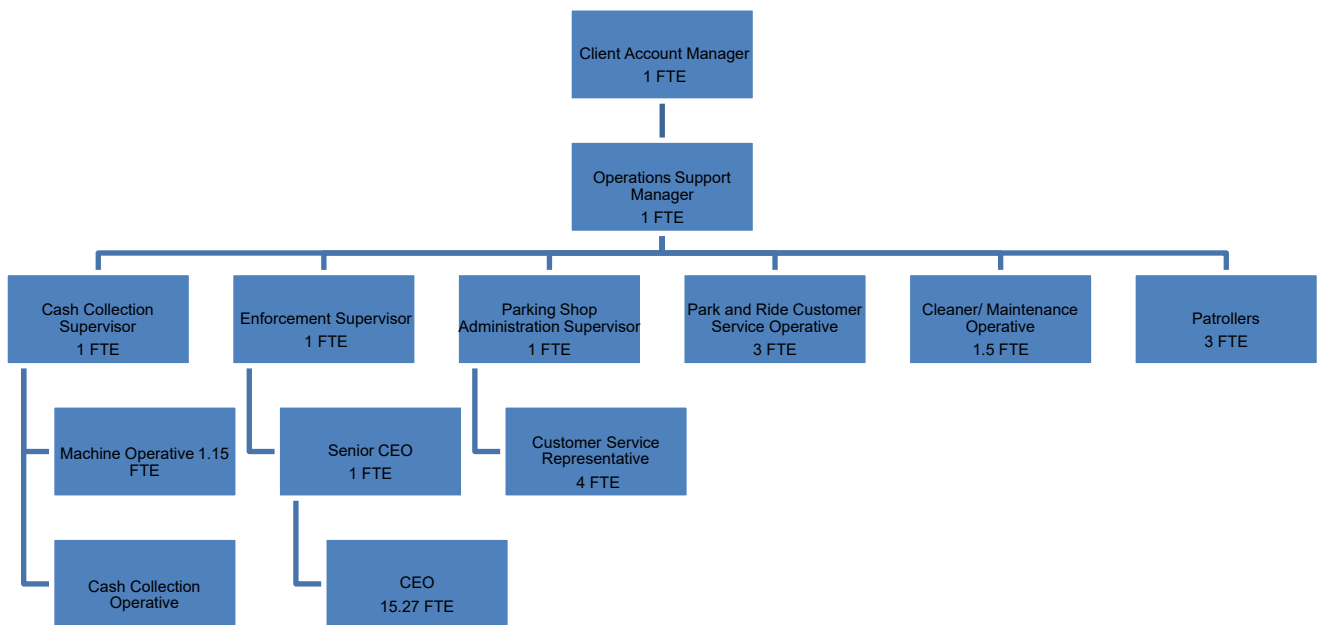 Client Account Manager
1 FTE
Operations Support
Manager
1 FTE
Cash Collection
Supervisor
1 FTE
Enforcement Supervisor
1 FTE
Parking Shop
Administration Supervisor
1 FTE
Park and Ride Customer
Service Operative
3 FTE
Cleaner/ Maintenance
Operative
1.5 FTE
Patrollers
3 FTE
Machine Operative 1.15
FTE
Senior CEO
1 FTE
Customer Service
Representative
4 FTE
Cash Collection
Operative
CEO
15.27 FTE